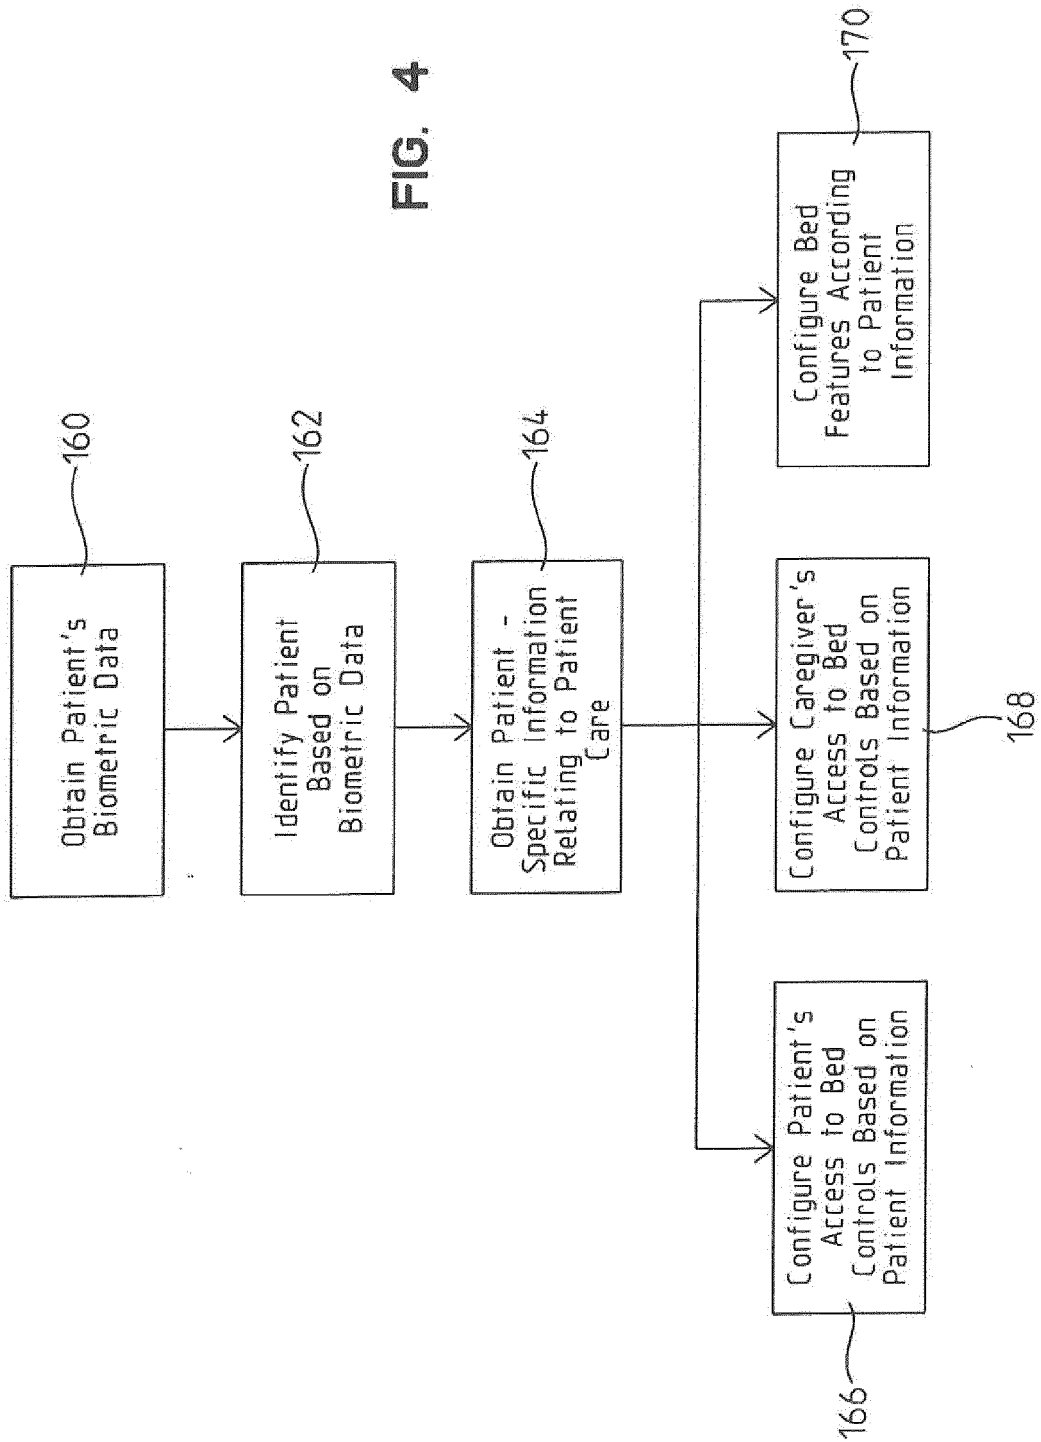 160
Obtain Patient's
Biometric Data
162
Identify Patient
Based on
Biometric Data
164
Obtain Patient -
Specific Information
Relating to Patient
Care
166
Configure Patient's
Access to Bed
Controls Based on
Patient Information
Configure Caregiver's
Access to Bed
Controls Based on
Patient Information
168
170
Configure Bed
Features According
to Patient
Information
FIG. 4